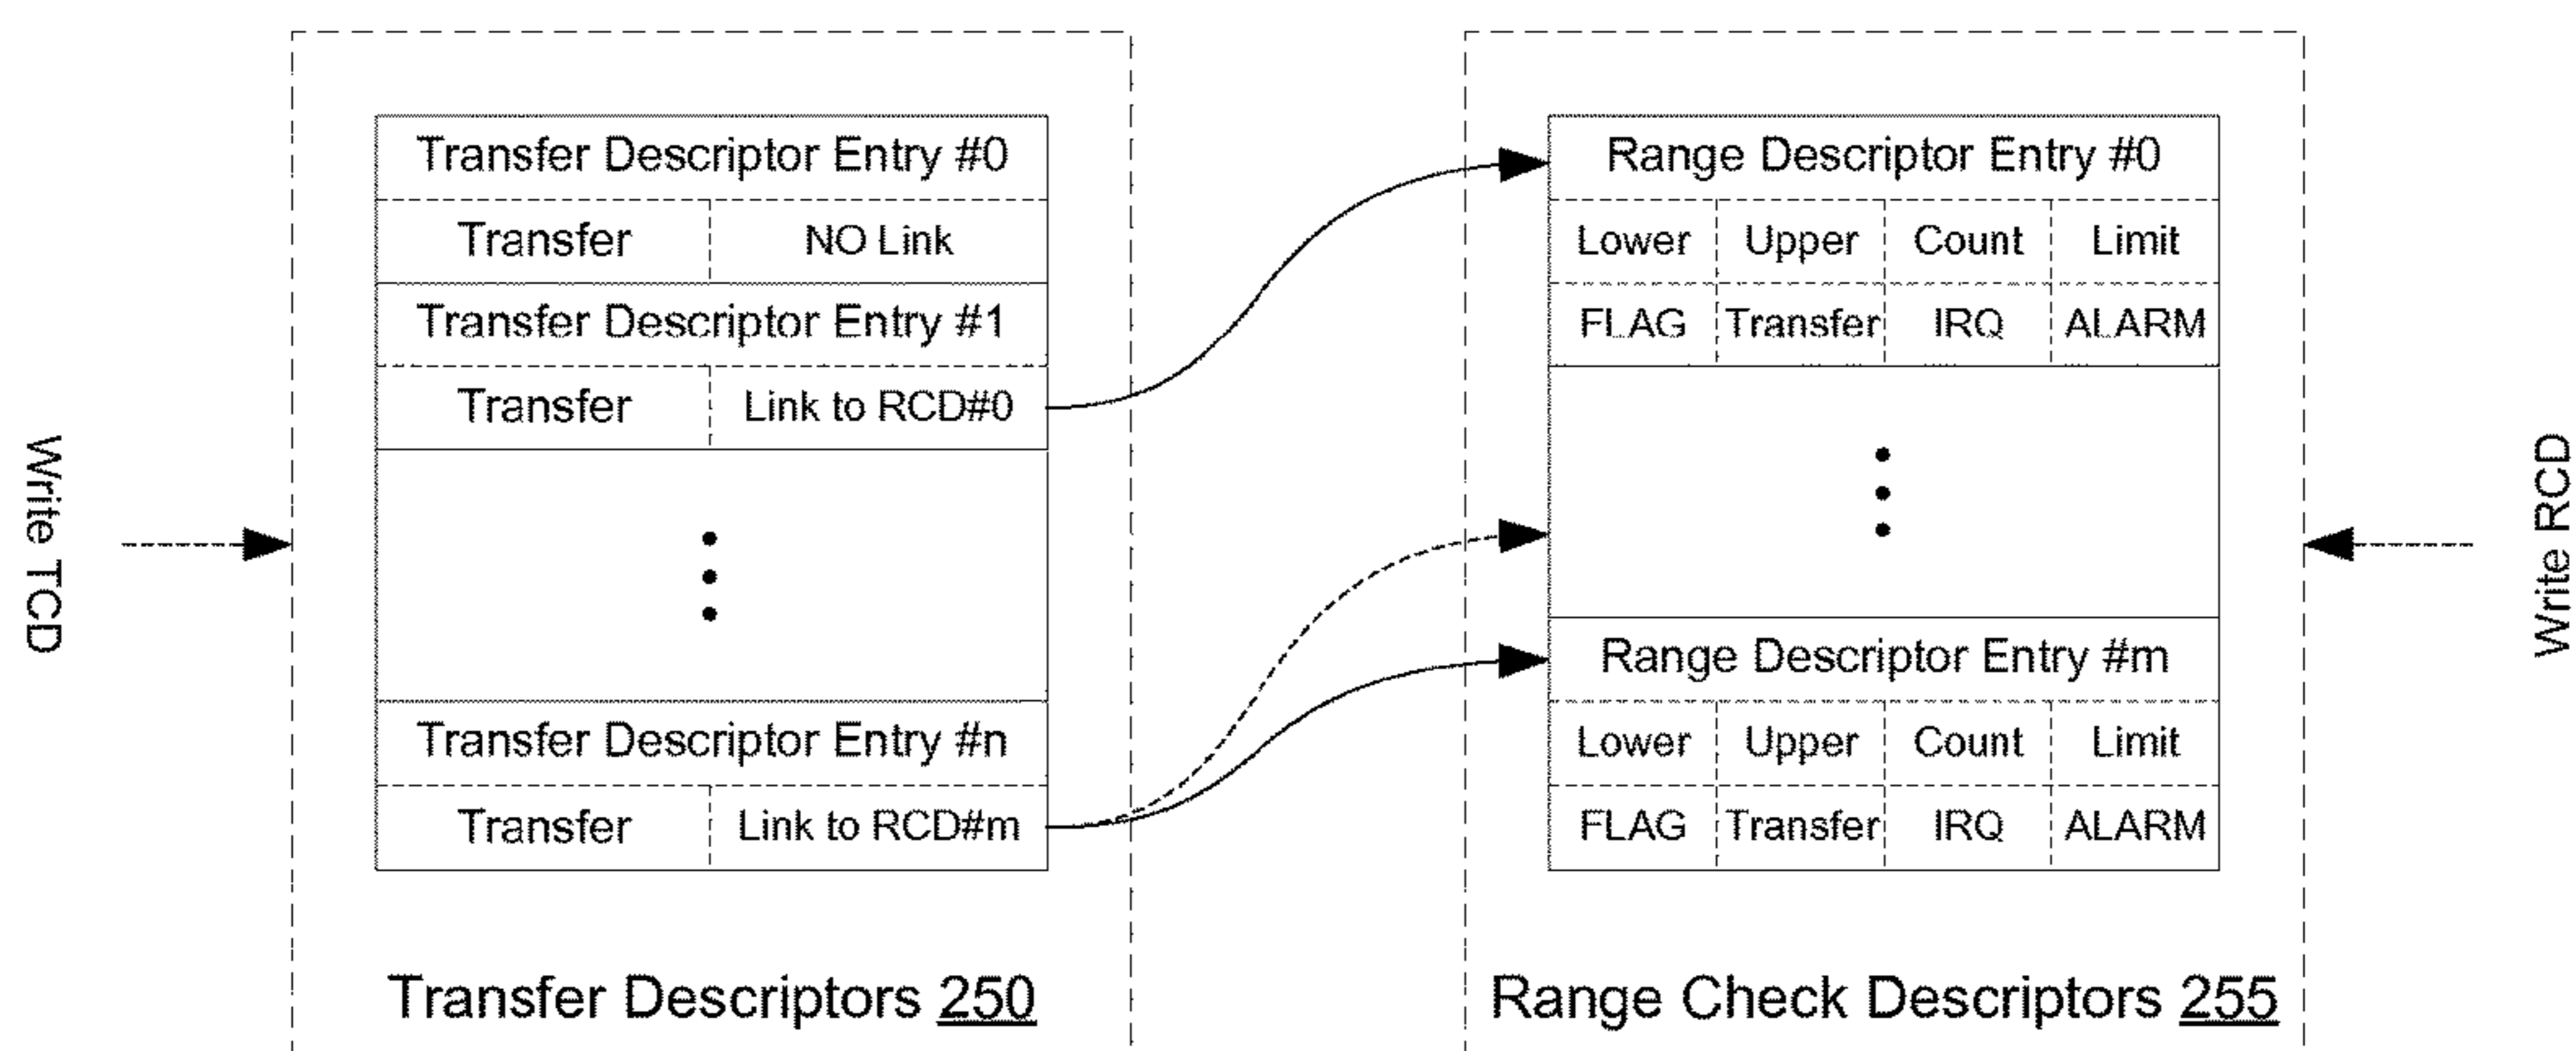 Write TCD
Transfer Descriptor Entry #0
Transfer NO Link
Transfer Descriptor Entry #1
Transfer Link to RCD#0
Transfer Descriptor Entry #n
Transfer Link to RCD#m
Transfer Descriptors 250
Range Descriptor Entry #0
Lower Upper Count Limit
FLAG Transfer IRQ ALARM
Range Descriptor Entry #m
Lower Upper Count Limit
FLAG Transfer IRQ ALARM
Range Check Descriptors 255
Write RCD